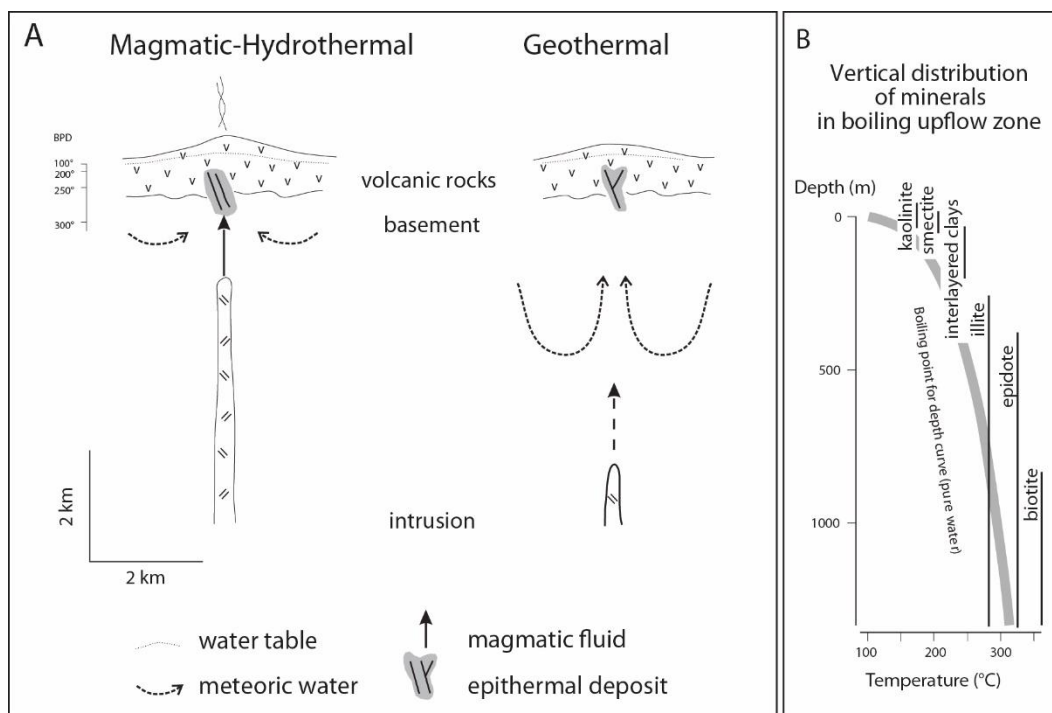 A
Magmatic-Hydrothermal
Geothermal
BPD
100°
200°
250°
300°
volcanic rocks
basement
intrusion
2 km
2 km
water table
meteoric water
magmatic fluid
epithermal deposit
B
Vertical distribution
of minerals
in boiling upflow zone
Depth (m)
0
500
1000
kaolinite
smectite
interlayered clays
illite
epidote
biotite
Boiling point for depth curve (pure water)
100
200
300
Temperature (°C)